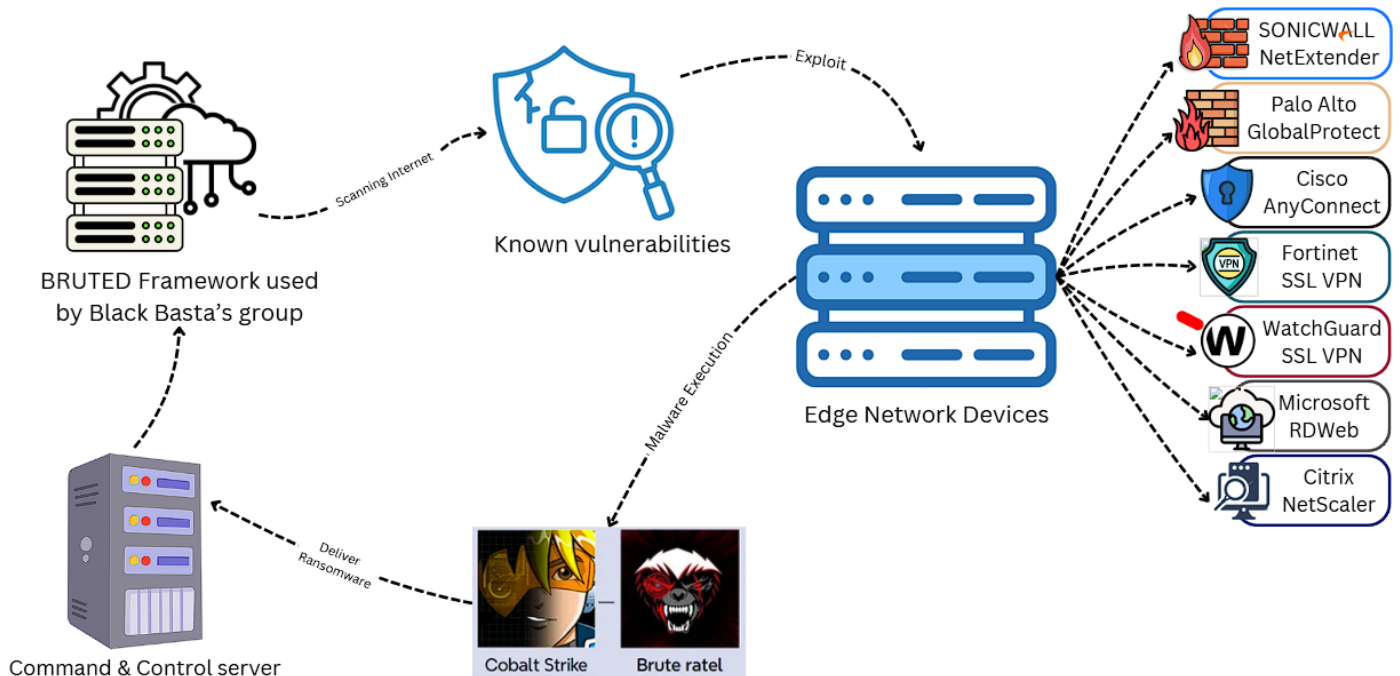 SONICWALL
NetExtender
Exploit
Palo Alto
GlobalProtect
Scanning Internet
Cisco
AnyConnect
Known vulnerabilities
VPN
Fortinet
SSL VPN
BRUTED Framework used
by Black Basta's group
W
WatchGuard
SSL VPN
Malware Execution
Edge Network Devices
Microsoft
RDWeb
Citrix
NetScaler
Deliver
Ransomware
Cobalt Strike
Brute ratel
Command & Control server